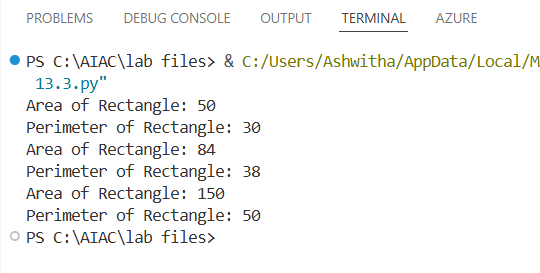 PROBLEMS DEBUG CONSOLE OUTPUT TERMINAL AZURE
PS C:\AIAC\lab files> & C:/Users/Ashwitha/AppData/Local/M
13.3.py"
Area of Rectangle: 50
Perimeter of Rectangle: 30
Area of Rectangle: 84
Perimeter of Rectangle: 38
Area of Rectangle: 150
Perimeter of Rectangle: 50
PS C:\AIAC\lab files>